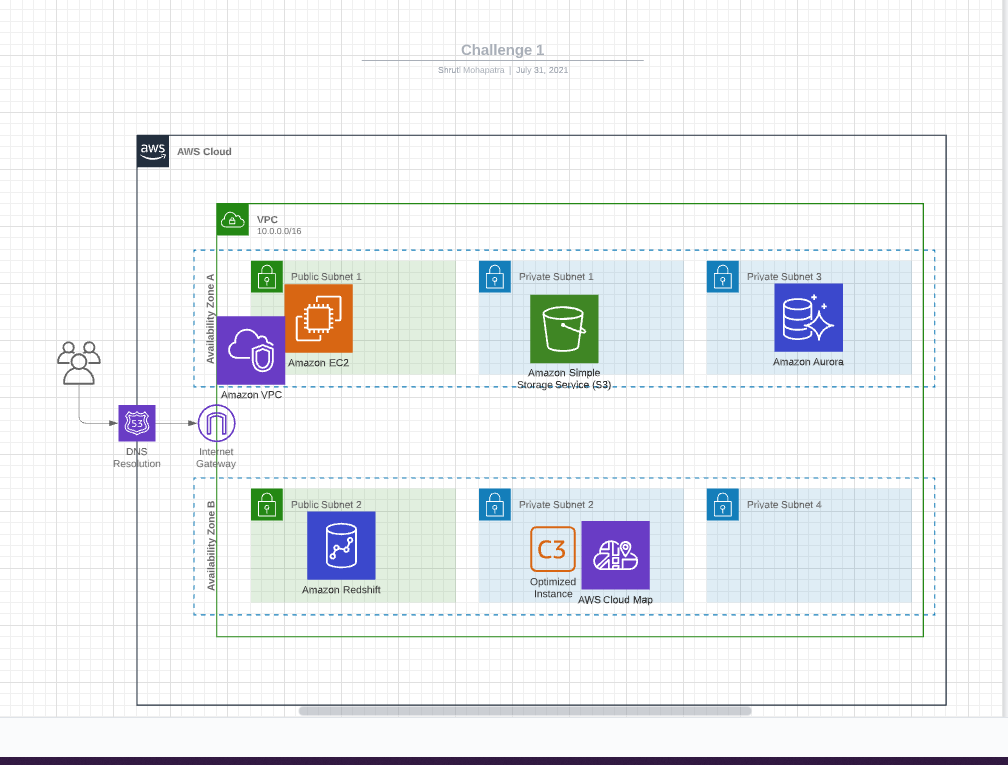 Challenge 1
Shruti Mohapatra | July 31, 2021
aws
AWS Cloud
VPC
10.0.0.0/16
Availability Zone A
Public Subnet 1
Amazon EC2
Amazon VPC
Private Subnet 1
Amazon Simple
Storage Service (S3)
Private Subnet 3
Amazon Aurora
53
DNS
Resolution
Internet
Gateway
Availability Zone B
Public Subnet 2
Amazon Redshift
Private Subnet 2
C3
Optimized
Instance
AWS Cloud Map
Private Subnet 4